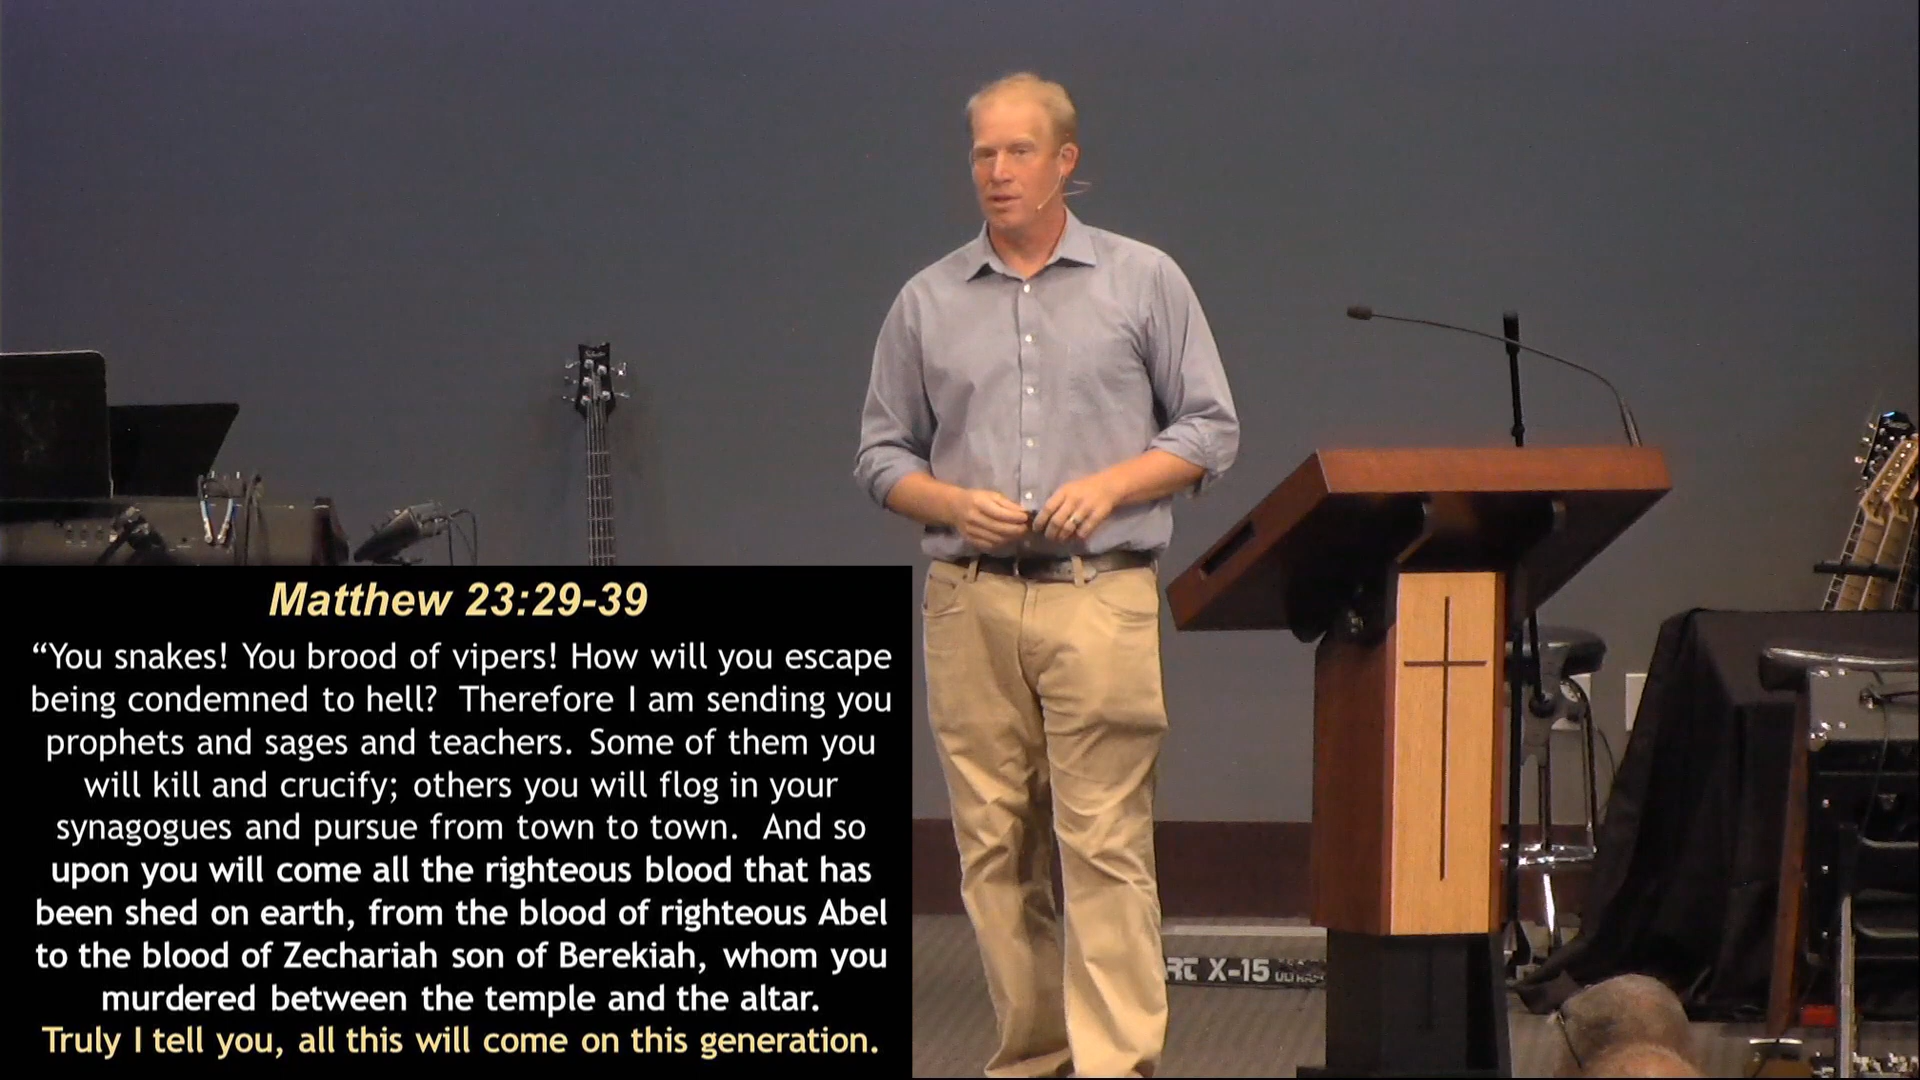 Matthew 23:29-39
“You snakes! You brood of vipers! How will you escape
being condemned to hell?  Therefore I am sending you
prophets and sages and teachers. Some of them you
will kill and crucify; others you will flog in your
synagogues and pursue from town to town.  And so
upon you will come all the righteous blood that has
been shed on earth, from the blood of righteous Abel
to the blood of Zechariah son of Berekiah, whom you
murdered between the temple and the altar.
Truly I tell you, all this will come on this generation.
RT X-15